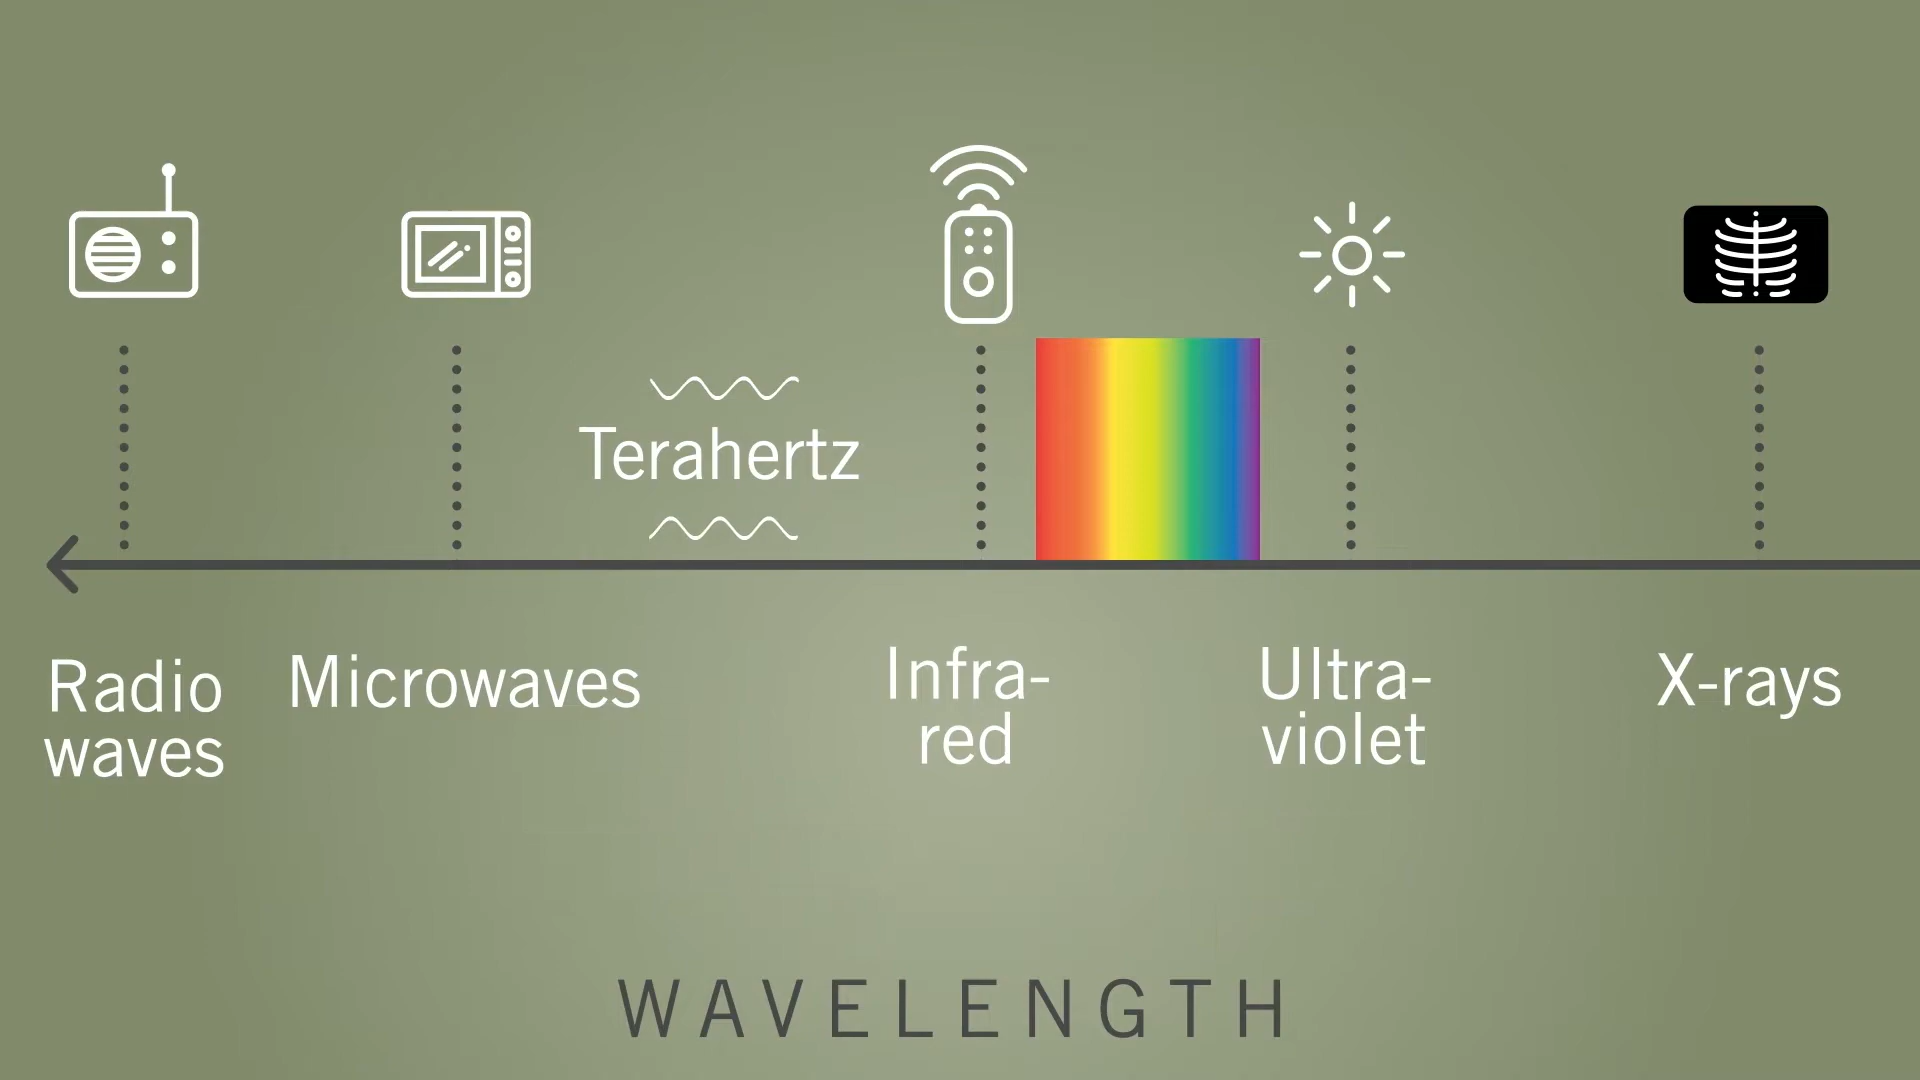 Terahertz
Radio
waves
Microwaves
Infra-
red
Ultra-
violet
X-rays
WAVELENGTH